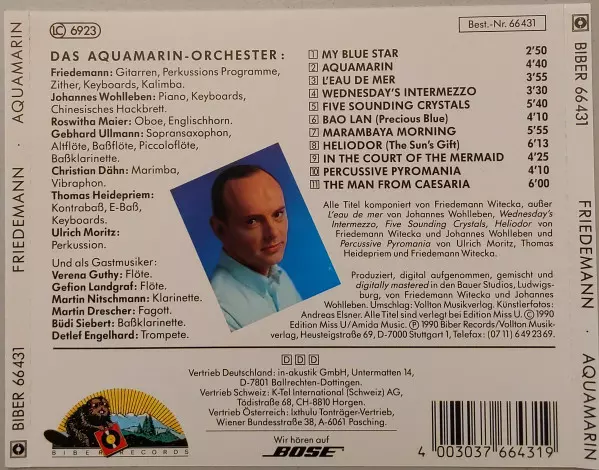 LC 6923
Best.-Nr. 66 431
DAS AQUAMARIN-ORCHESTER:
Friedemann: Gitarren, Perkussions Programme,
Zither, Keyboards, Kalimba.
Johannes Wohlleben: Piano, Keyboards,
Chinesisches Hackbrett.
Roswitha Maier: Oboe, Englischhorn.
Gebhard Ullmann: Sopransaxophon,
Altflöte, Baßflöte, Piccoloflöte,
Baßklarinette.
Christian Dähn: Marimba,
Vibraphon.
Thomas Heidepriem:
Kontrabaß, E-Baß,
Keyboards.
Ulrich Moritz:
Perkussion.
Und als Gastmusiker:
Verena Guthy: Flöte.
Gefion Landgraf: Flöte.
Martin Nitschmann: Klarinette.
Martin Drescher: Fagott.
Büdi Siebert: Baßklarinette.
Detlef Engelhard: Trompete.
1 MY BLUE STAR 2'50
2 AQUAMARIN 4'40
3 L'EAU DE MER 3'55
4 WEDNESDAY'S INTERMEZZO 3'30
5 FIVE SOUNDING CRYSTALS 5'40
6 BAO LAN (Precious Blue) 6'10
7 MARAMBAYA MORNING 5'55
8 HELIODOR (The Sun's Gift) 6'13
9 IN THE COURT OF THE MERMAID 4'25
10 PERCUSSIVE PYROMANIA 4'10
11 THE MAN FROM CAESARIA 6'00
Alle Titel komponiert von Friedemann Witecka, außer
L'eau de mer von Johannes Wohlleben, Wednesday's
Intermezzo, Five Sounding Crystals, Heliodor von Friede-
mann Witecka und Johannes Wohlleben und
Percussive Pyromania von Ulrich Moritz, Thomas
Heidepriem und Friedemann Witecka.
Produziert, digital aufgenommen, gemischt und
digitally mastered in den Bauer Studios, Ludwigs-
burg, von Friedemann Witecka und Johannes
Wohlleben. Umschlag: Vollton Musikverlag. Künstlerfotos:
Andreas Elsner. Alle Titel sind verlegt bei Edition Miss U. © 1990
Edition Miss U/Amida Music. ℗ 1990 Biber Records/Vollton Musik-
verlag, Heusteigstraße 69, D-7000 Stuttgart 1, Telefax: (07 11) 649 23 69.
DDD
Vertrieb Deutschland: in-akustik GmbH, Untermatten 14,
D-7801 Ballrechten-Dottingen.
Vertrieb Schweiz: K-Tel International (Schweiz) AG,
Tödistraße 68, CH-8810 Horgen.
Vertrieb Österreich: Ixthulu Tonträger-Vertrieb,
Wiener Bundesstraße 38, A-6061 Pasching.
Wir hören auf
BOSE
BIBER RECORDS
4 003037 664319
BIBER 66 431 FRIEDEMANN · AQUAMARIN
BIBER 66 431 FRIEDEMANN · AQUAMARIN